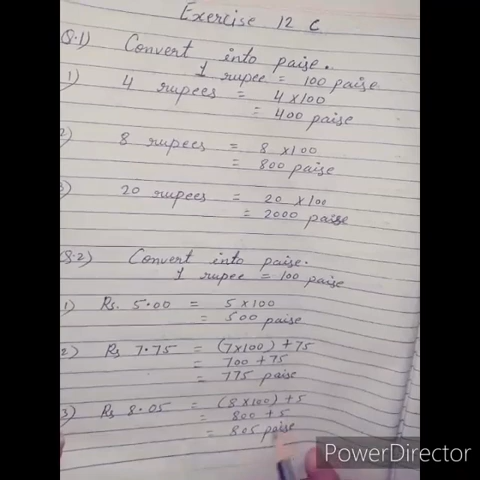 Exercise 12 C
Q.1) Convert into paise.
1 rupee = 100 paise
1) 4 rupees = 4 x 100
= 400 paise
2) 8 rupees = 8 x 100
= 800 paise
3) 20 rupees = 20 x 100
= 2000 paise
Q.2) Convert into paise.
1 rupee = 100 paise
1) Rs. 5.00 = 5 x 100
= 500 paise
2) Rs 7.75 = (7x100) + 75
= 700 + 75
= 775 paise
3) Rs 8.05 = (8x100) + 5
= 800 + 5
= 805 paise
PowerDirector